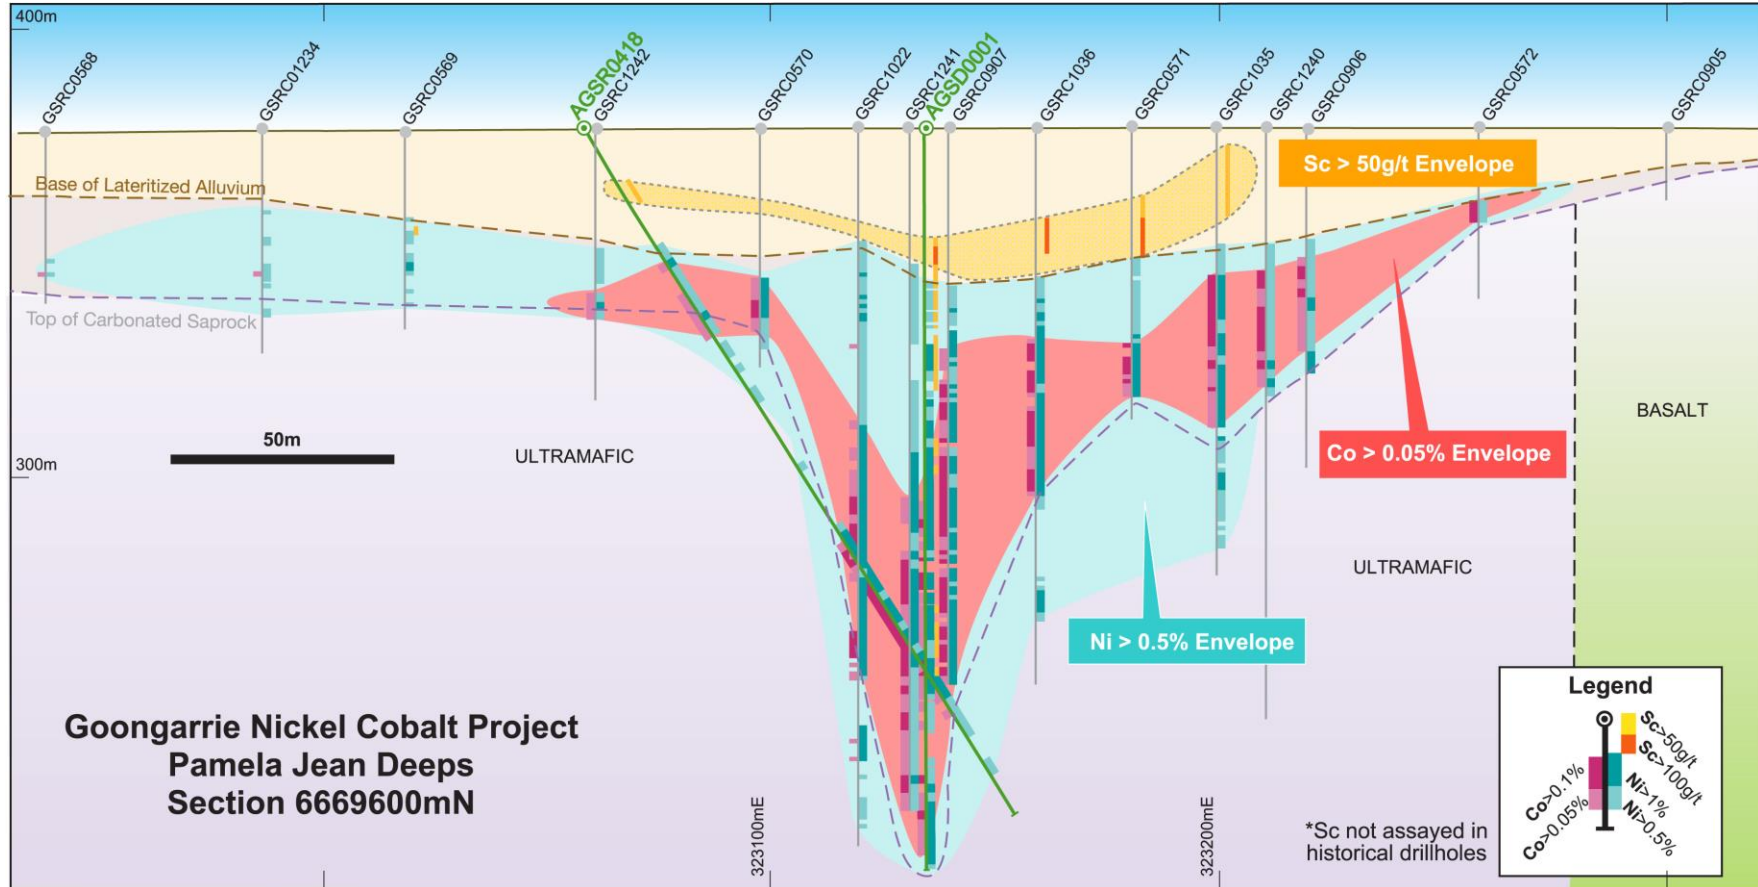 400m
GSRC0568
GSRC01234
GSRC0569
AGSR0418
GSRC1242
GSRC0570
GSRC1022
GSRC1241
AGSD0001
GSRC0907
GSRC1036
GSRC0571
GSRC1035
GSRC1240
GSRC0906
GSRC0572
GSRC0905
Sc > 50g/t Envelope
Base of Lateritized Alluvium
Top of Carbonated Saprock
BASALT
50m
ULTRAMAFIC
Co > 0.05% Envelope
300m
ULTRAMAFIC
Ni > 0.5% Envelope
Goongarrie Nickel Cobalt Project
Pamela Jean Deeps
Section 6669600mN
323100mE
323200mE
*Sc not assayed in
historical drillholes
Legend
Sc>50g/t
Sc>100g/t
Co>0.1%
Ni>1%
Co>0.05%
Ni>0.5%